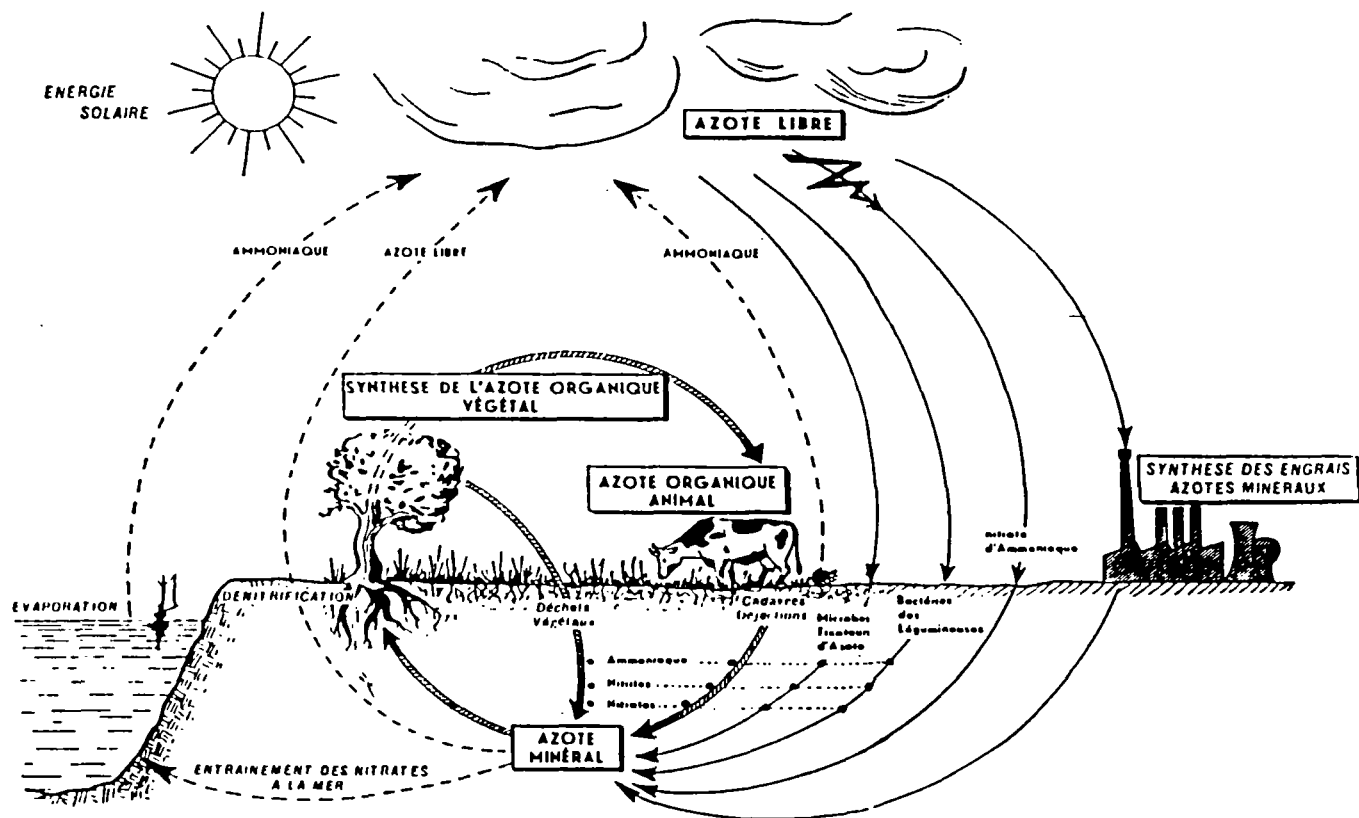 ENERGIE
SOLAIRE
AZOTE LIBRE
AMMONIAQUE
AZOTE LIBRE
AMMONIAQUE
SYNTHESE DE L'AZOTE ORGANIQUE
VÉGÉTAL
AZOTE ORGANIQUE
ANIMAL
SYNTHESE DES ENGRAIS
AZOTES MINERAUX
nitrate
d'Ammoniaque
EVAPORATION
DENITRIFICATION
Déchets
Végétaux
Cadavres
Déjections
Microbes
Fixateurs
d'Azote
Bactéries
des
Légumineuses
Ammoniaque
Nitrites
Nitrates
AZOTE
MINÉRAL
ENTRAINEMENT DES NITRATES
A LA MER